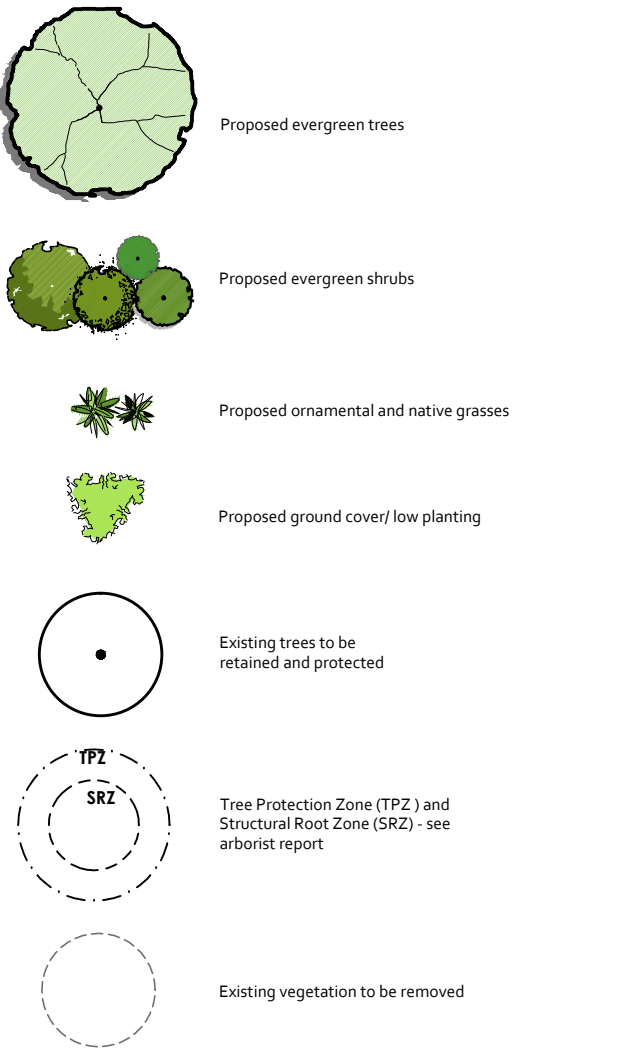 Proposed evergreen trees
Proposed evergreen shrubs
Proposed ornamental and native grasses
Proposed ground cover/ low planting
Existing trees to be
retained and protected
TPZ
SRZ
Tree Protection Zone (TPZ ) and
Structural Root Zone (SRZ) - see
arborist report
Existing vegetation to be removed